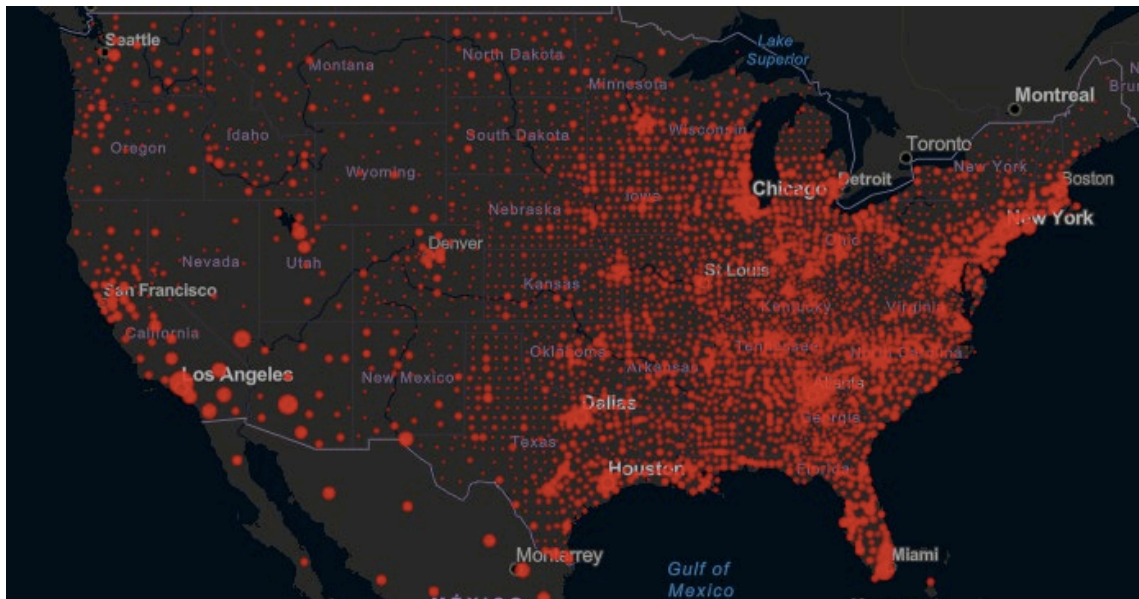 Seattle
Lake
Superior
North Dakota
Montana
Minnesota
Montreal
Wisconsin
Toronto
Oregon
Idaho
South Dakota
New York
Wyoming
Detroit
Boston
Chicago
Iowa
Nebraska
New York
Denver
Ohio
Nevada
Utah
St Louis
Kansas
San Francisco
Kentucky
Virginia
California
Oklahoma
Tennessee
North Carolina
Arkansas
Los Angeles
New Mexico
Atlanta
Dallas
Georgia
Texas
Houston
Florida
Monterrey
Miami
Gulf of
Mexico
MÉXICO